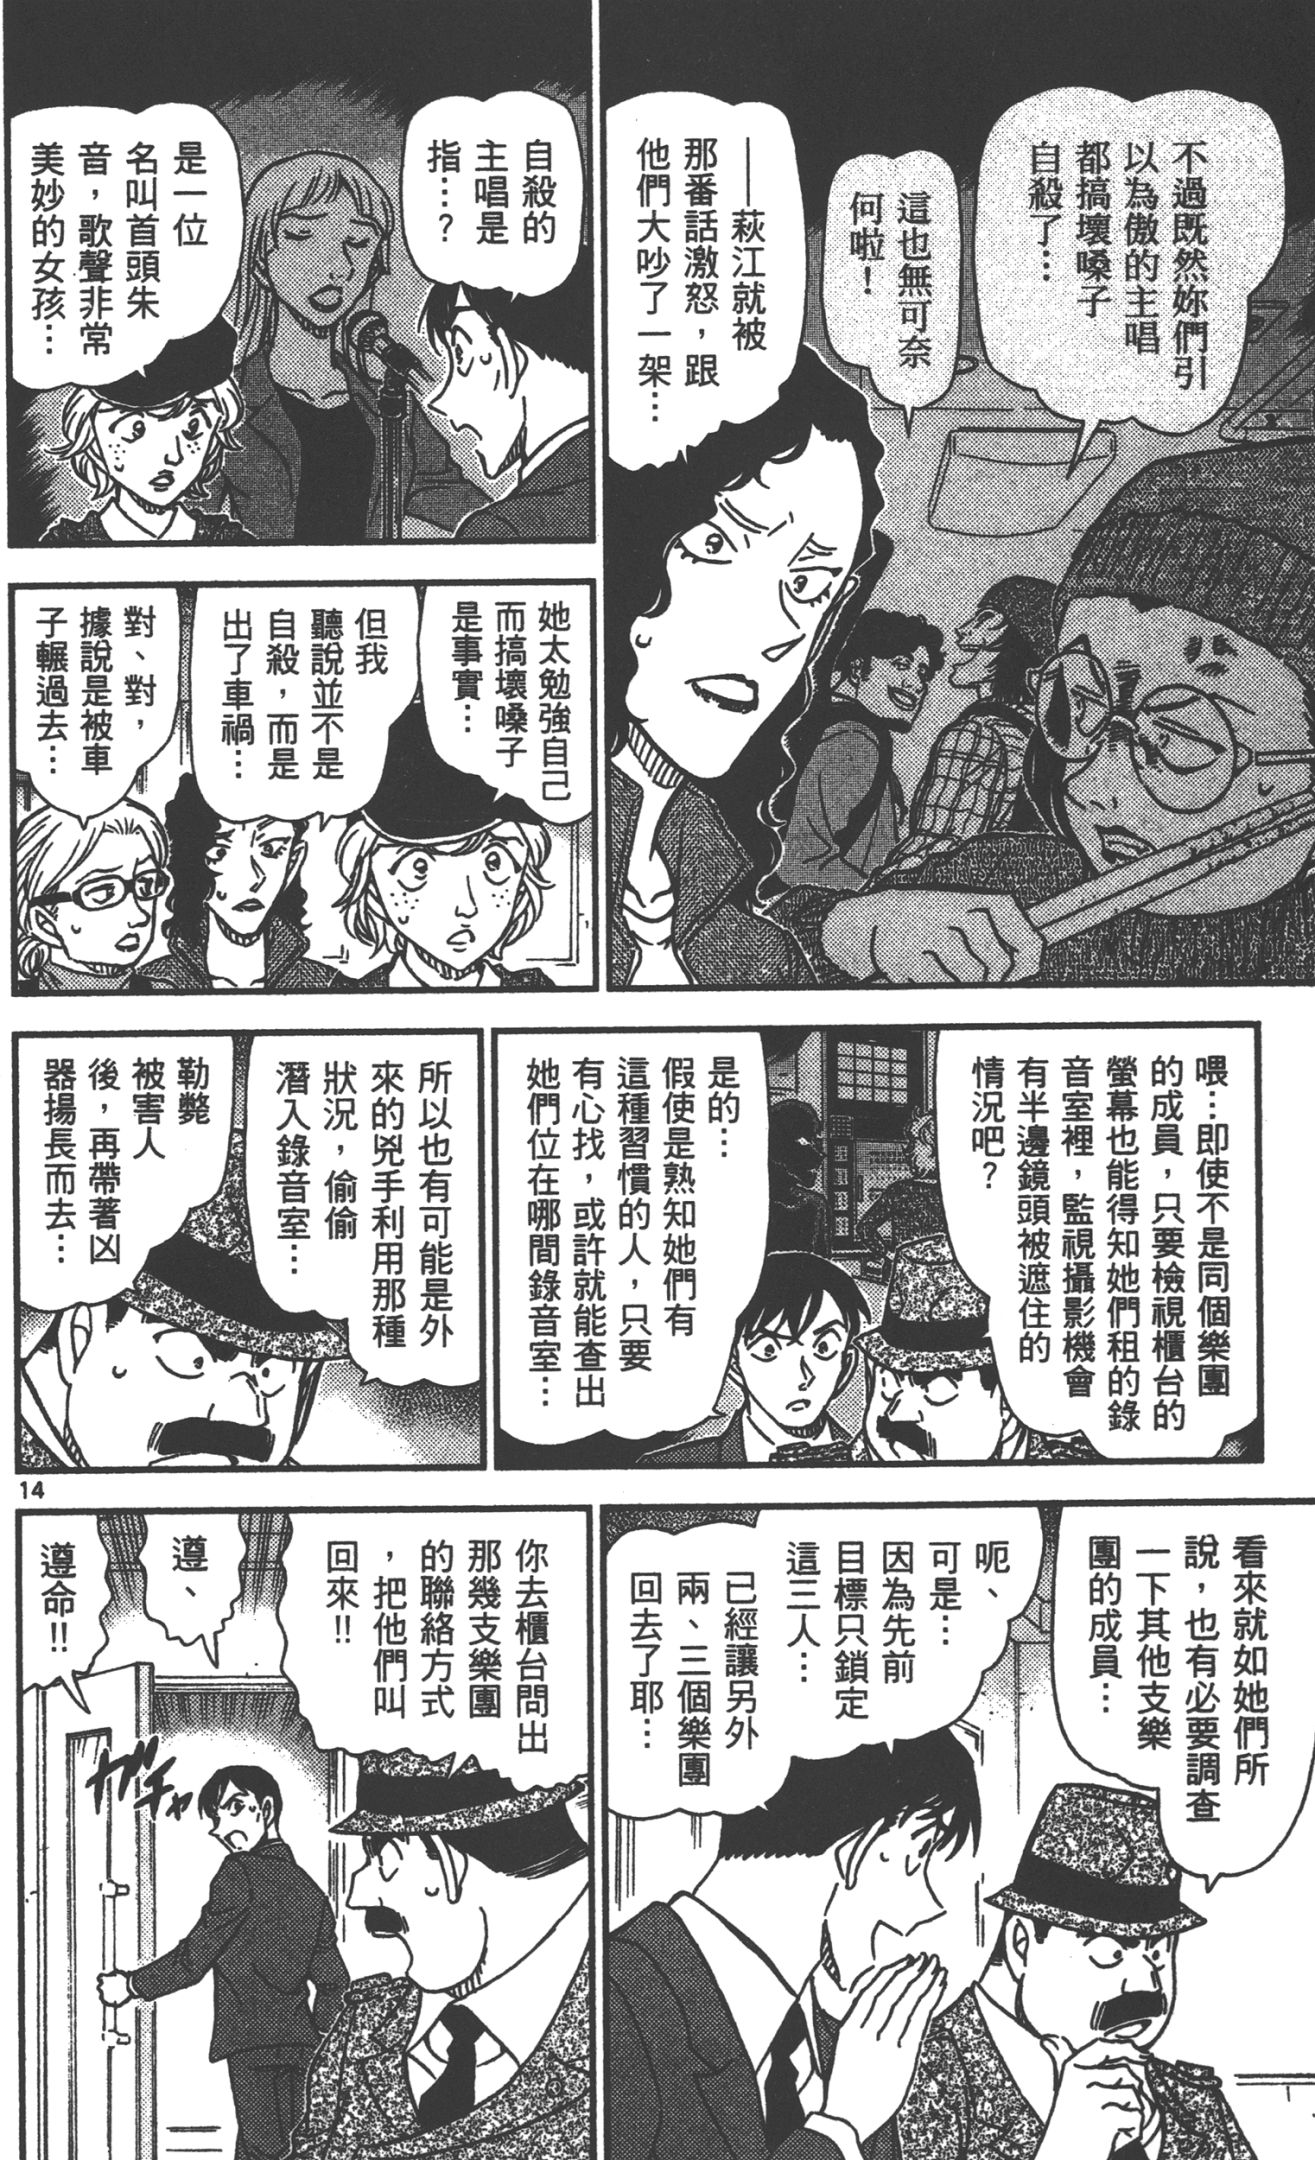 不過既然妳們引
以為傲的主唱
都搞壞嗓子
自殺了…
這也無可奈
何啦！
──萩江就被
那番話激怒，跟
他們大吵了一架…
自殺的
主唱是
指…？
是一位
名叫首頭朱
音，歌聲非常
美妙的女孩…
她太勉強自己
而搞壞嗓子
是事實…
但我
聽說並不是
自殺，而是
出了車禍…
對、對，
據說是被車
子輾過去…
喂…即使不是同個樂團
的成員，只要檢視櫃台的
螢幕也能得知她們租的錄
音室裡，監視攝影機會
有半邊鏡頭被遮住的
情況吧？
是的…
假使是熟知她們有
這種習慣的人，只要
有心找，或許就能查出
她們位在哪間錄音室…
所以也有可能是外
來的兇手利用那種
狀況，偷偷
潛入錄音室…
勒斃
被害人
後，再帶著凶
器揚長而去…
14
看來就如她們所
說，也有必要調查
一下其他支樂
團的成員…
呃、
可是…
因為先前
目標只鎖定
這三人…
已經讓另外
兩、三個樂團
回去了耶…
你去櫃台問出
那幾支樂團
的聯絡方式
，把他們叫
回來!!
遵、
遵命!!
ガチャ